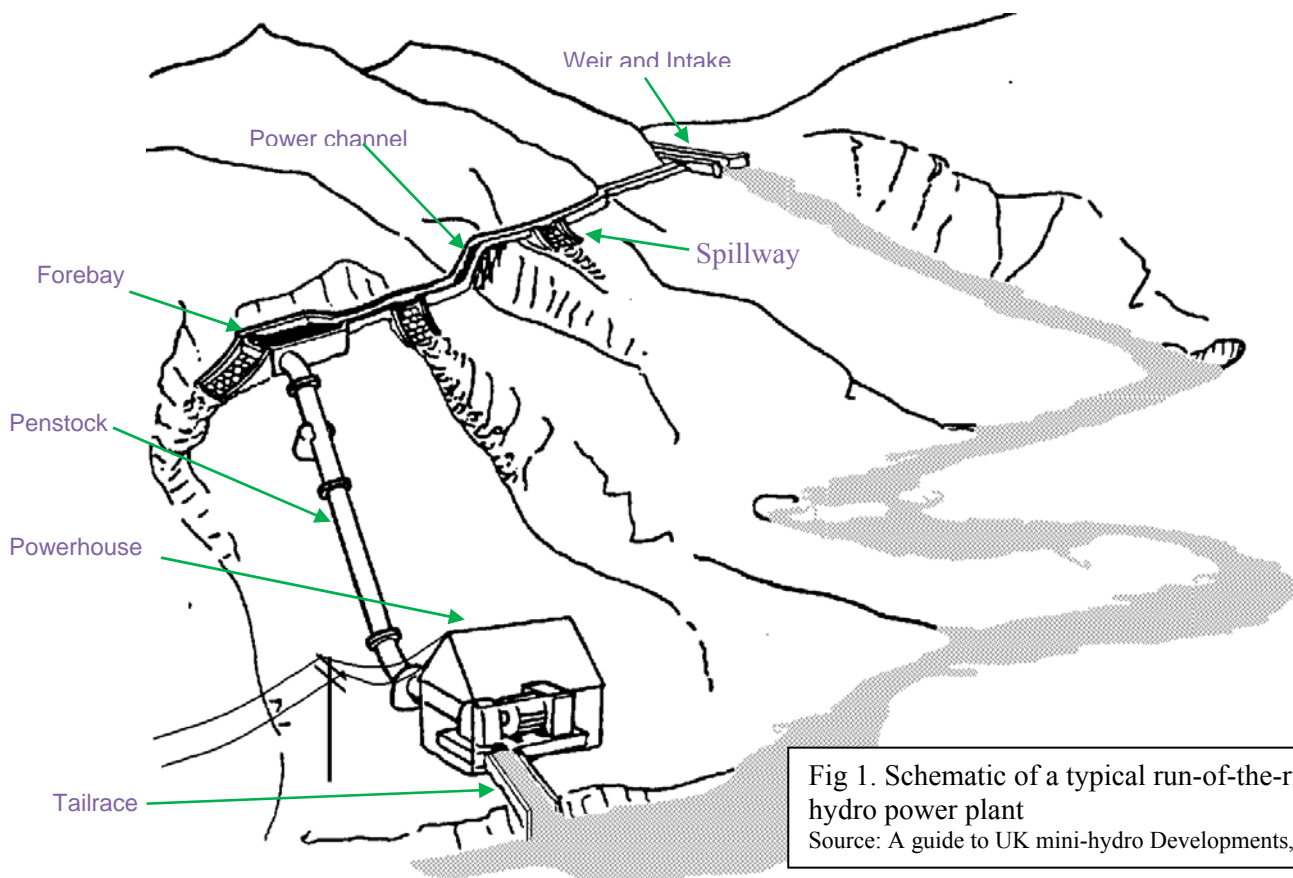 Weir and Intake
Power channel
Spillway
Forebay
Penstock
Powerhouse
Tailrace
Fig 1. Schematic of a typical run-of-the-r
hydro power plant
Source: A guide to UK mini-hydro Developments,